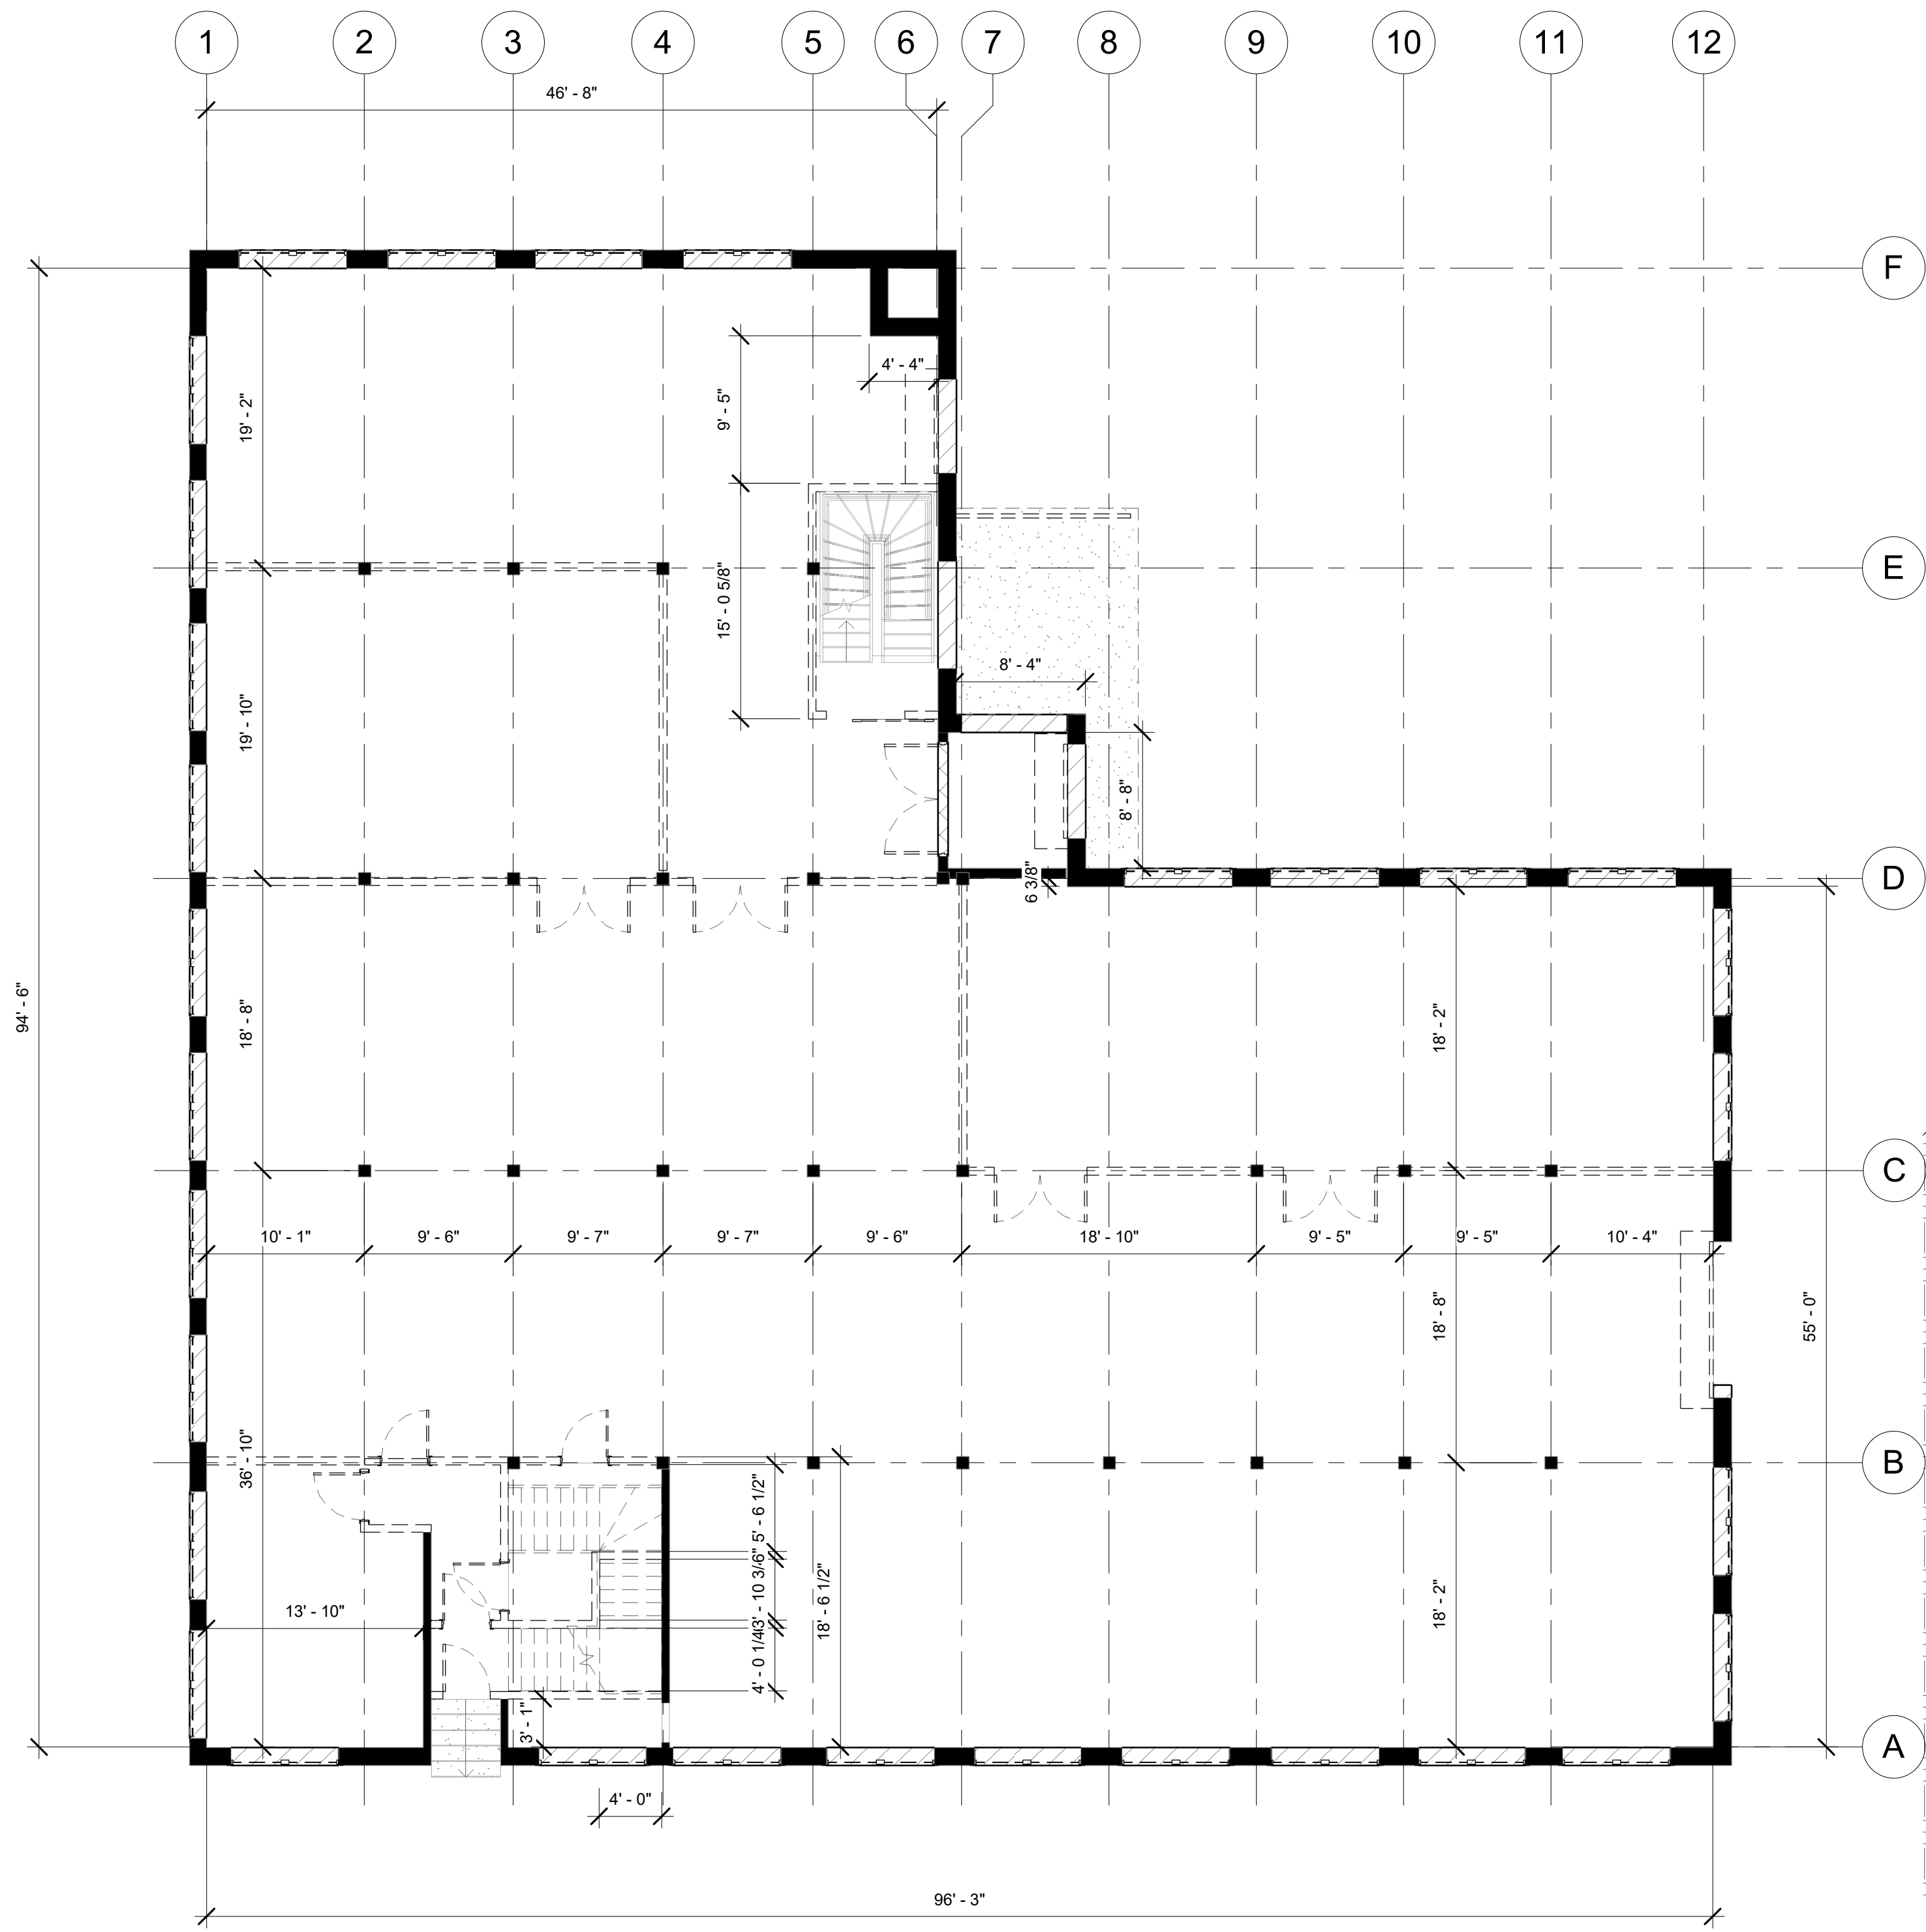 1 2 3 4 5 6 7 8 9 10 11 12
46' - 8"
F
4' - 4"
9' - 5"
19' - 2"
E
15' - 0 5/8"
8' - 4"
19' - 10"
8' - 8"
6 3/8"
D
94' - 6"
18' - 8"
18' - 2"
C
10' - 1" 9' - 6" 9' - 7" 9' - 7" 9' - 6" 18' - 10" 9' - 5" 9' - 5" 10' - 4"
18' - 8"
55' - 0"
36' - 10"
B
5' - 6 1/2"
3' - 10 3/4"
18' - 6 1/2"
18' - 2"
13' - 10"
4' - 0 1/4"
3' - 1"
A
4' - 0"
96' - 3"